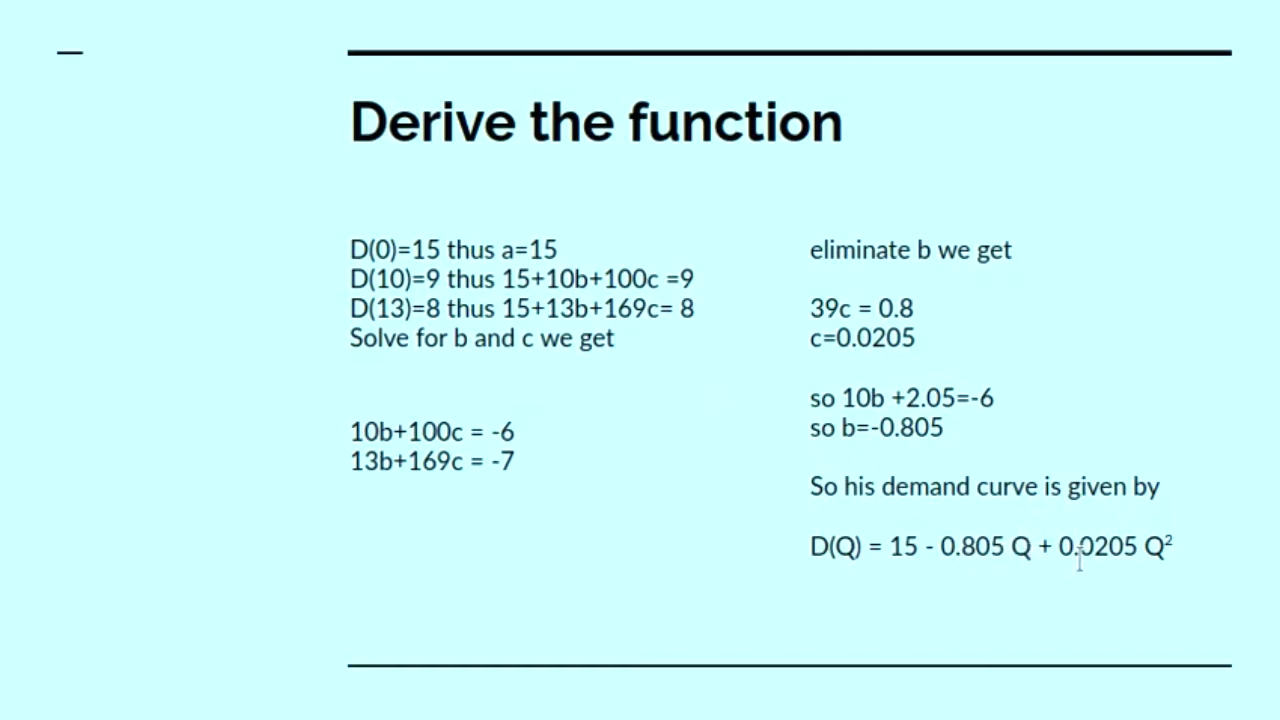 Derive the function
D(0)=15 thus a=15
D(10)=9 thus 15+10b+100c =9
D(13)=8 thus 15+13b+169c= 8
Solve for b and c we get
10b+100c = -6
13b+169c = -7
eliminate b we get
39c = 0.8
c=0.0205
so 10b +2.05=-6
so b=-0.805
So his demand curve is given by
D(Q) = 15 - 0.805 Q + 0.0205 Q²